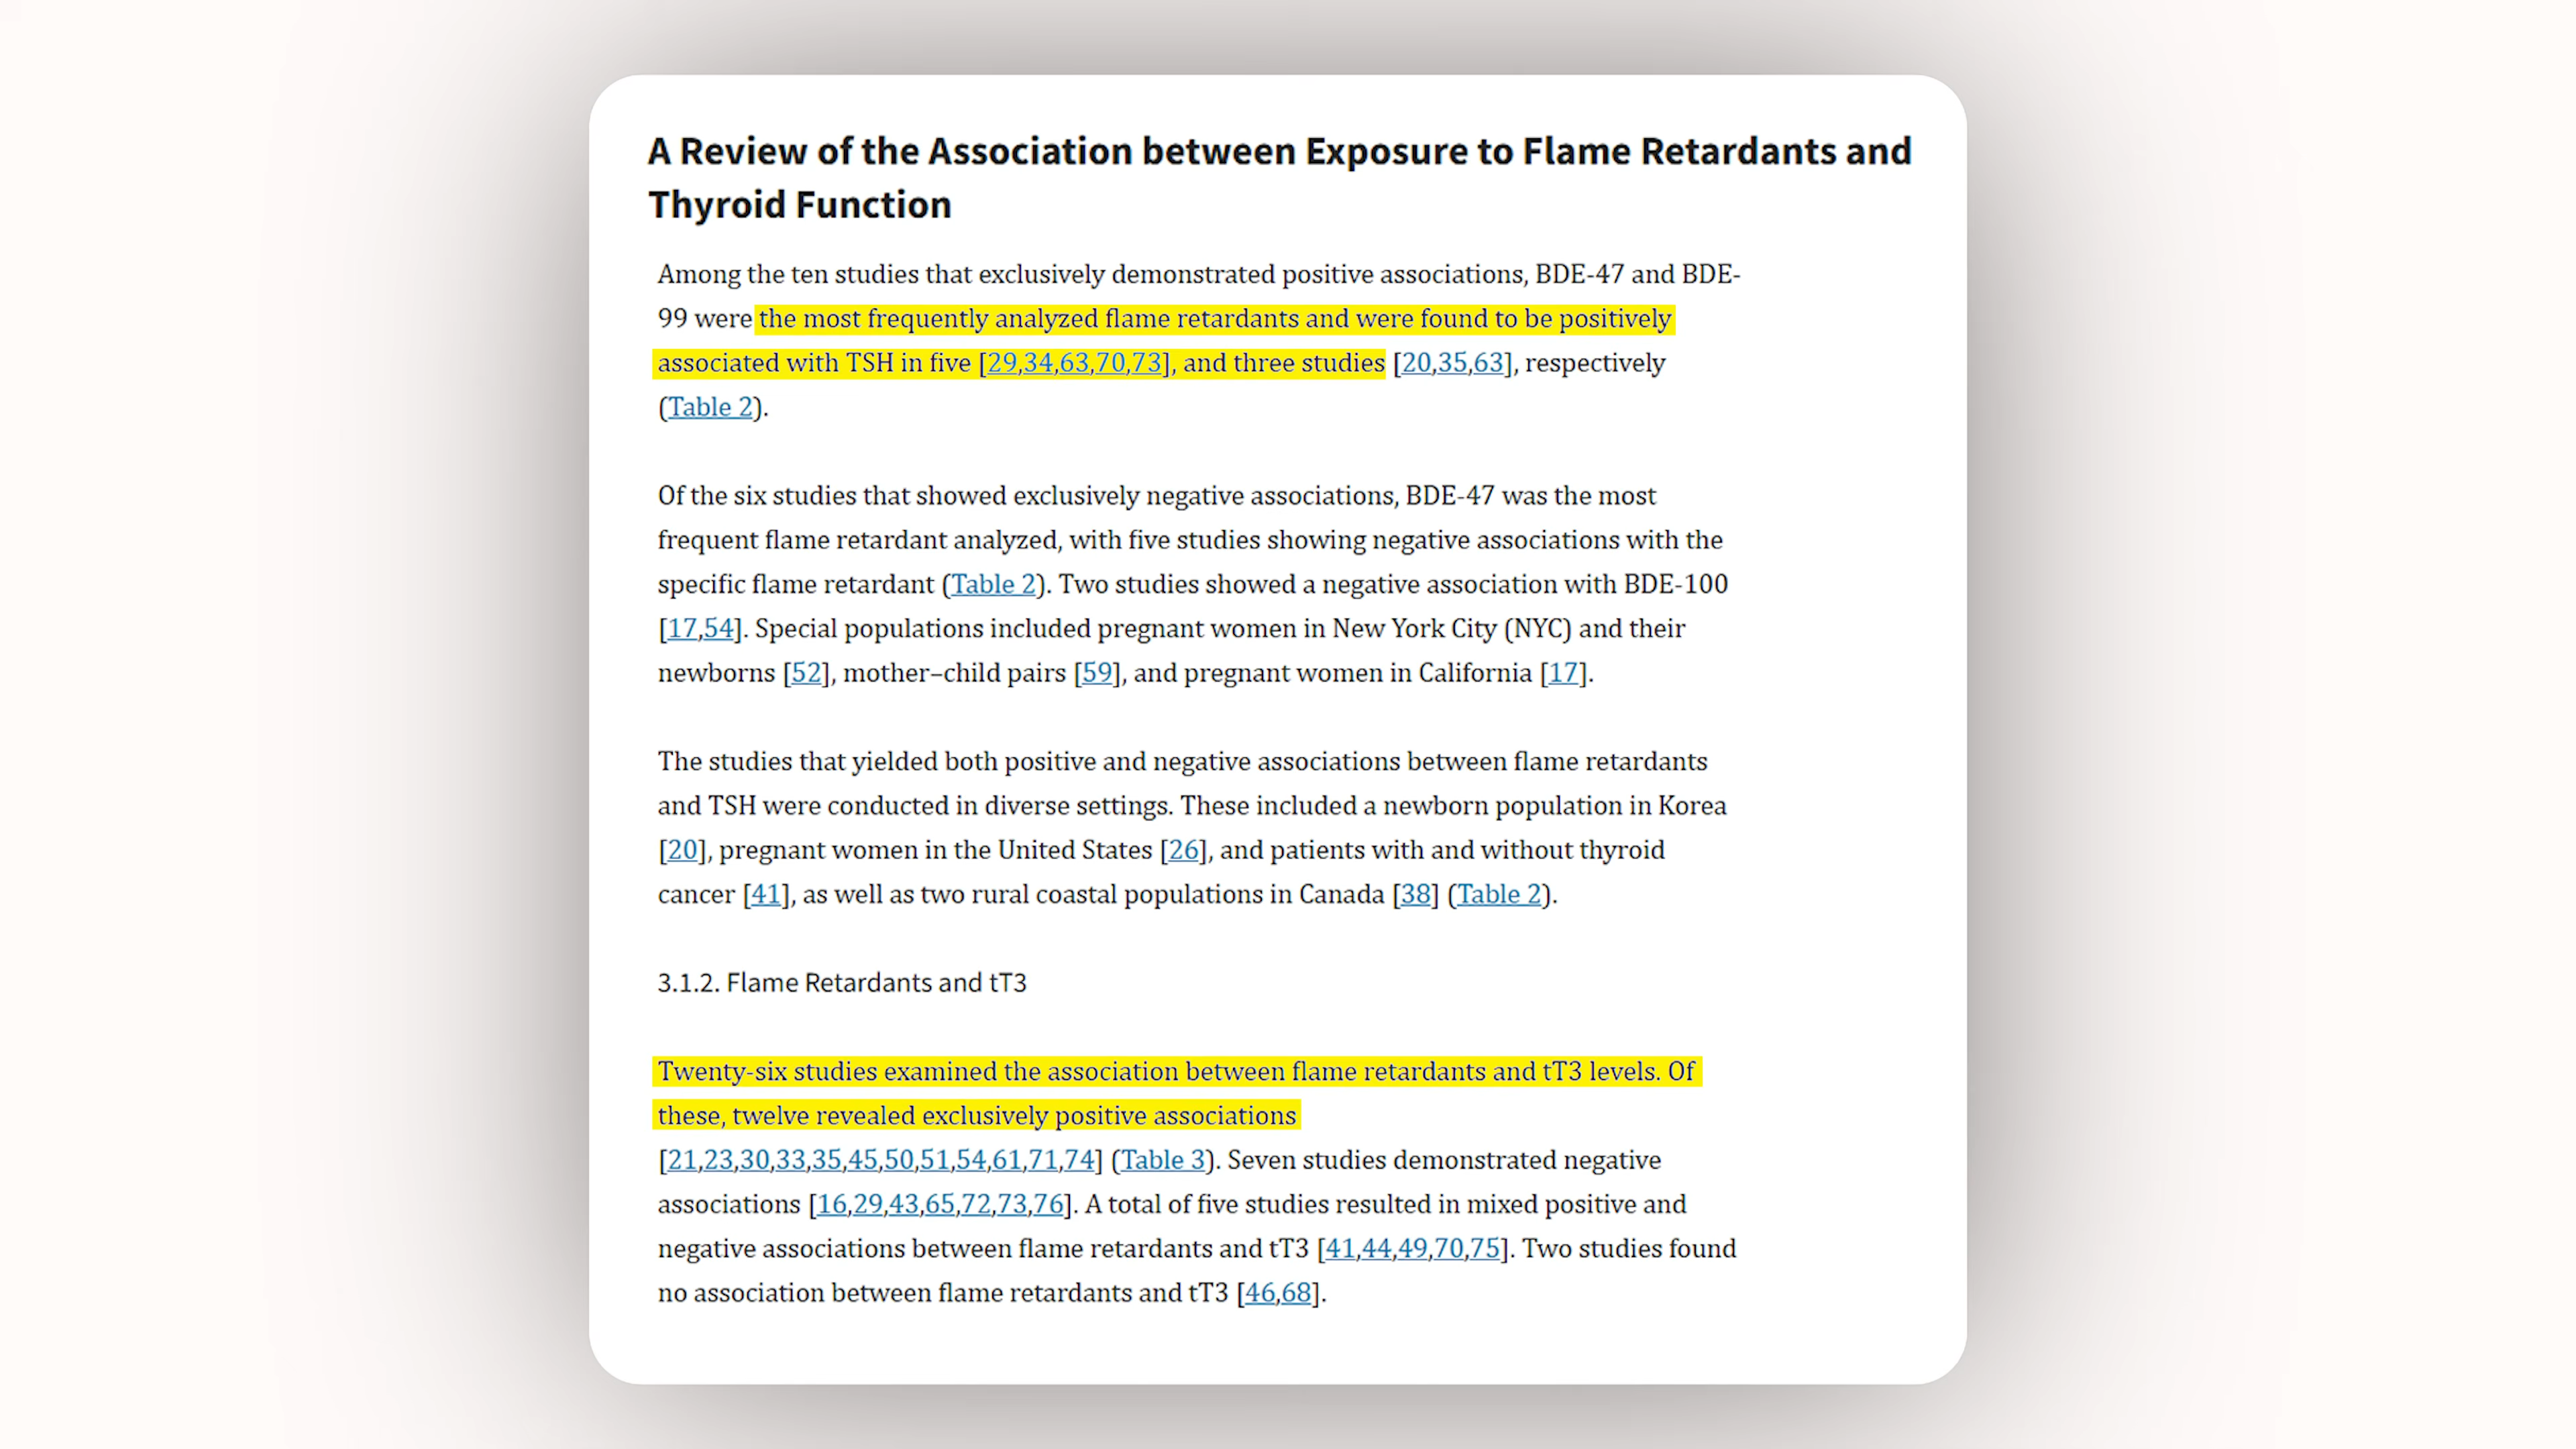 A Review of the Association between Exposure to Flame Retardants and
Thyroid Function
Among the ten studies that exclusively demonstrated positive associations, BDE-47 and BDE-
99 were the most frequently analyzed flame retardants and were found to be positively
associated with TSH in five [29,34,63,70,73], and three studies [20,35,63], respectively
(Table 2).
Of the six studies that showed exclusively negative associations, BDE-47 was the most
frequent flame retardant analyzed, with five studies showing negative associations with the
specific flame retardant (Table 2). Two studies showed a negative association with BDE-100
[17,54]. Special populations included pregnant women in New York City (NYC) and their
newborns [52], mother–child pairs [59], and pregnant women in California [17].
The studies that yielded both positive and negative associations between flame retardants
and TSH were conducted in diverse settings. These included a newborn population in Korea
[20], pregnant women in the United States [26], and patients with and without thyroid
cancer [41], as well as two rural coastal populations in Canada [38] (Table 2).
3.1.2. Flame Retardants and tT3
Twenty-six studies examined the association between flame retardants and tT3 levels. Of
these, twelve revealed exclusively positive associations
[21,23,30,33,35,45,50,51,54,61,71,74] (Table 3). Seven studies demonstrated negative
associations [16,29,43,65,72,73,76]. A total of five studies resulted in mixed positive and
negative associations between flame retardants and tT3 [41,44,49,70,75]. Two studies found
no association between flame retardants and tT3 [46,68].